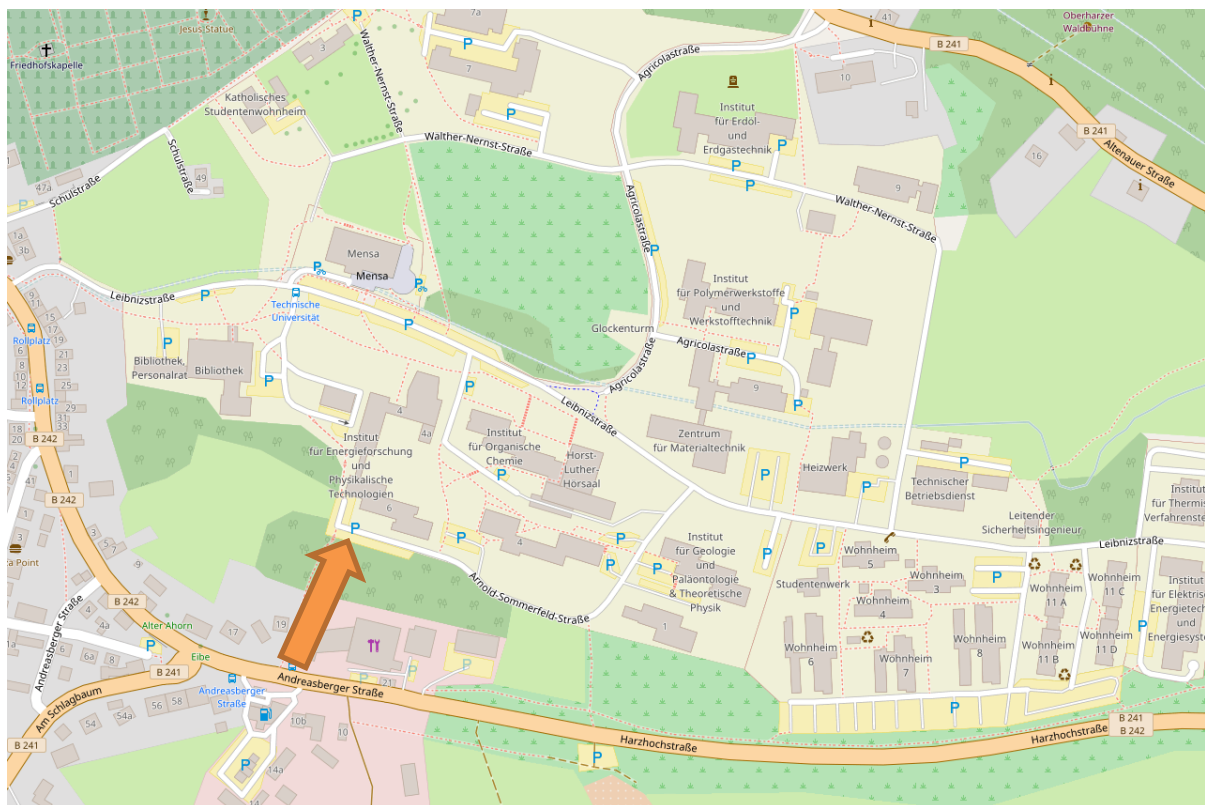 Jesus Statue
Friedhofskapelle
Katholisches
Studentenwohnheim
3
7a
7
Walther-Nernst-Straße
Walther-Nernst-Straße
Agricolastraße
41
B 241
Oberharzer
Waldbühne
10
Institut
für Erdöl-
und
Erdgastechnik
B 241
Altenauer Straße
16
Schulstraße
Schulstraße
47a
49
1a
3b
9
Walther-Nernst-Straße
Agricolastraße
Mensa
Mensa
Leibnizstraße
Technische
Universität
Institut
für Polymerwerkstoffe
und
Werkstofftechnik
Glockenturm
Agricolastraße
Agricolastraße
9
Rollplatz
Rollplatz
Bibliothek,
Personalrat
Bibliothek
4
4a
Institut
für Energieforschung
und
Physikalische
Technologien
6
Institut
für Organische
Chemie
Horst-
Luther-
Hörsaal
Leibnizstraße
Zentrum
für Materialtechnik
Heizwerk
Technischer
Betriebsdienst
Leitender
Sicherheitsingenieur
Leibnizstraße
B 242
B 242
B 242
4
Institut
für Geologie
und
Paläontologie
& Theoretische
Physik
1
Arnold-Sommerfeld-Straße
Studentenwerk
Wohnheim
5
Wohnheim
4
Wohnheim
3
Wohnheim
6
Wohnheim
7
Wohnheim
8
Wohnheim
11 A
Wohnheim
11 B
Wohnheim
11 C
Wohnheim
11 D
Alter Ahorn
Eibe
17
19
21
Andreasberger Straße
Andreasberger
Straße
Andreasberger Straße
B 241
Am Schlagbaum
B 241
54
54a
56
58
10b
10
14a
14
Harzhochstraße
Harzhochstraße
B 241
B 242